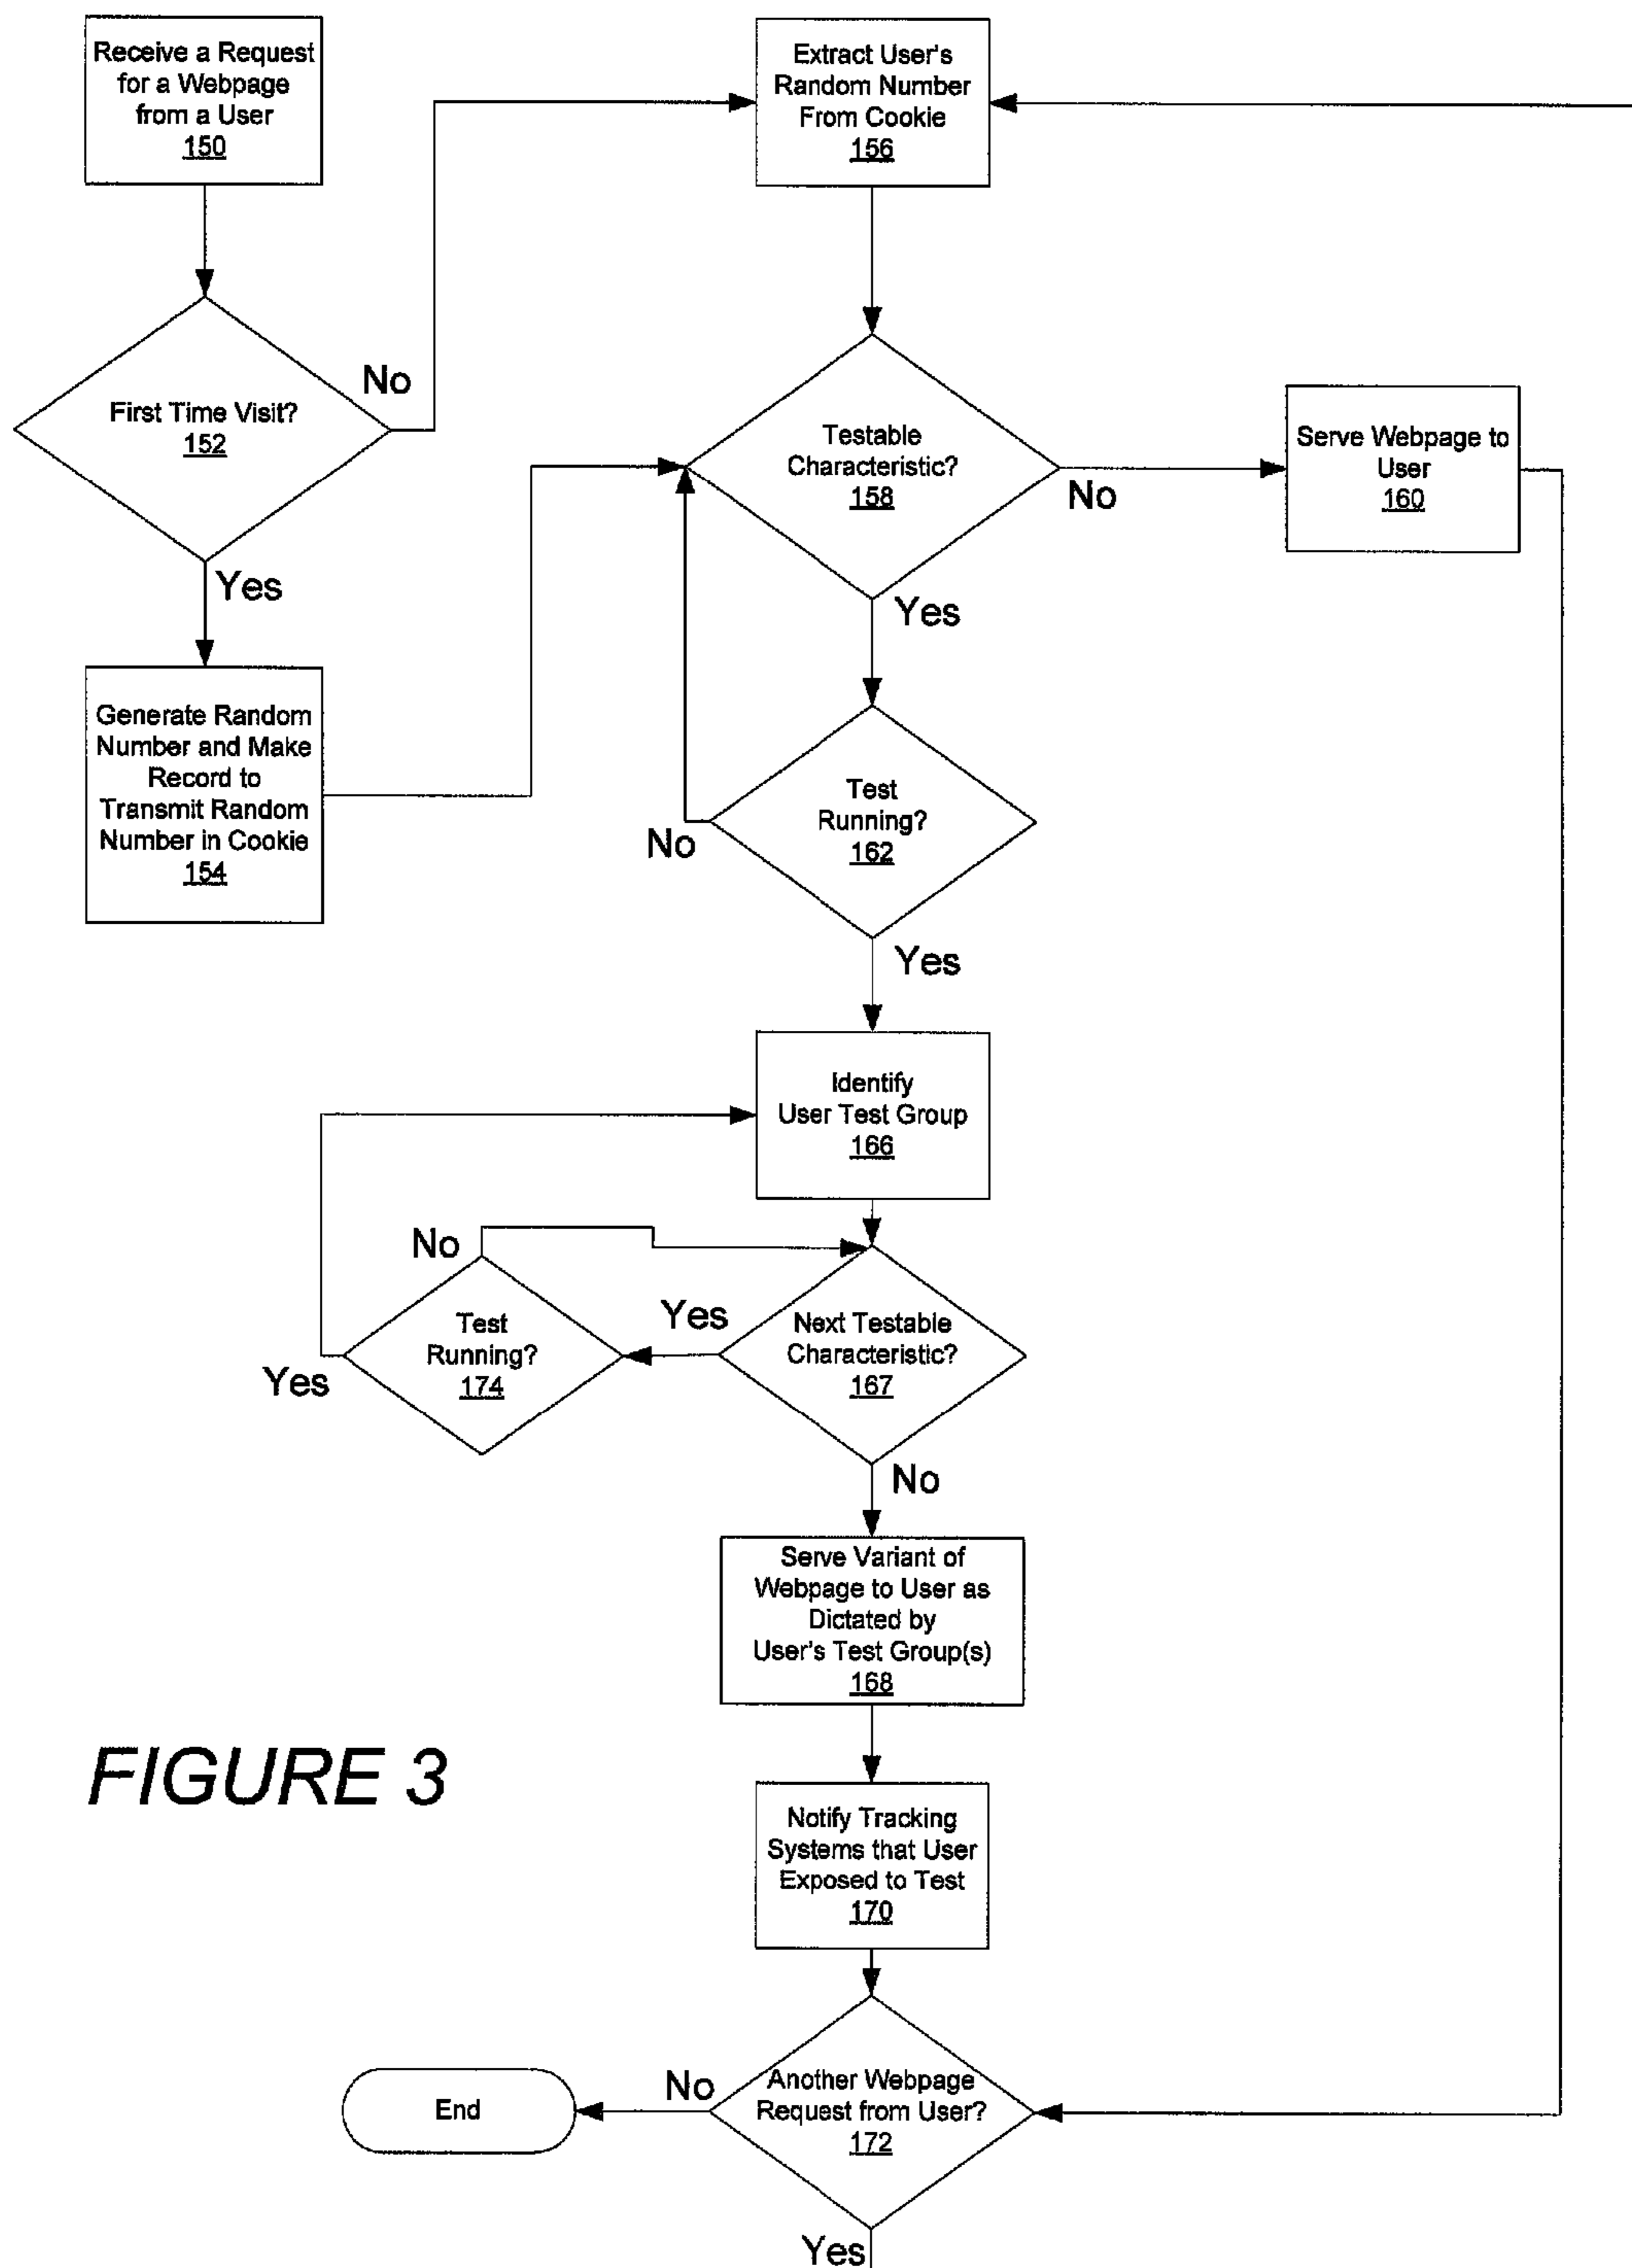 Receive a Request
for a Webpage
from a User
150
First Time Visit?
152
No
Yes
Generate Random
Number and Make
Record to
Transmit Random
Number in Cookie
154
Extract User's
Random Number
From Cookie
156
Testable
Characteristic?
158
No
Yes
Serve Webpage to
User
160
Test
Running?
162
No
Yes
Identify
User Test Group
166
Next Testable
Characteristic?
167
Yes
No
Test
Running?
174
No
Yes
Serve Variant of
Webpage to User as
Dictated by
User's Test Group(s)
168
Notify Tracking
Systems that User
Exposed to Test
170
Another Webpage
Request from User?
172
No
Yes
End
FIGURE 3